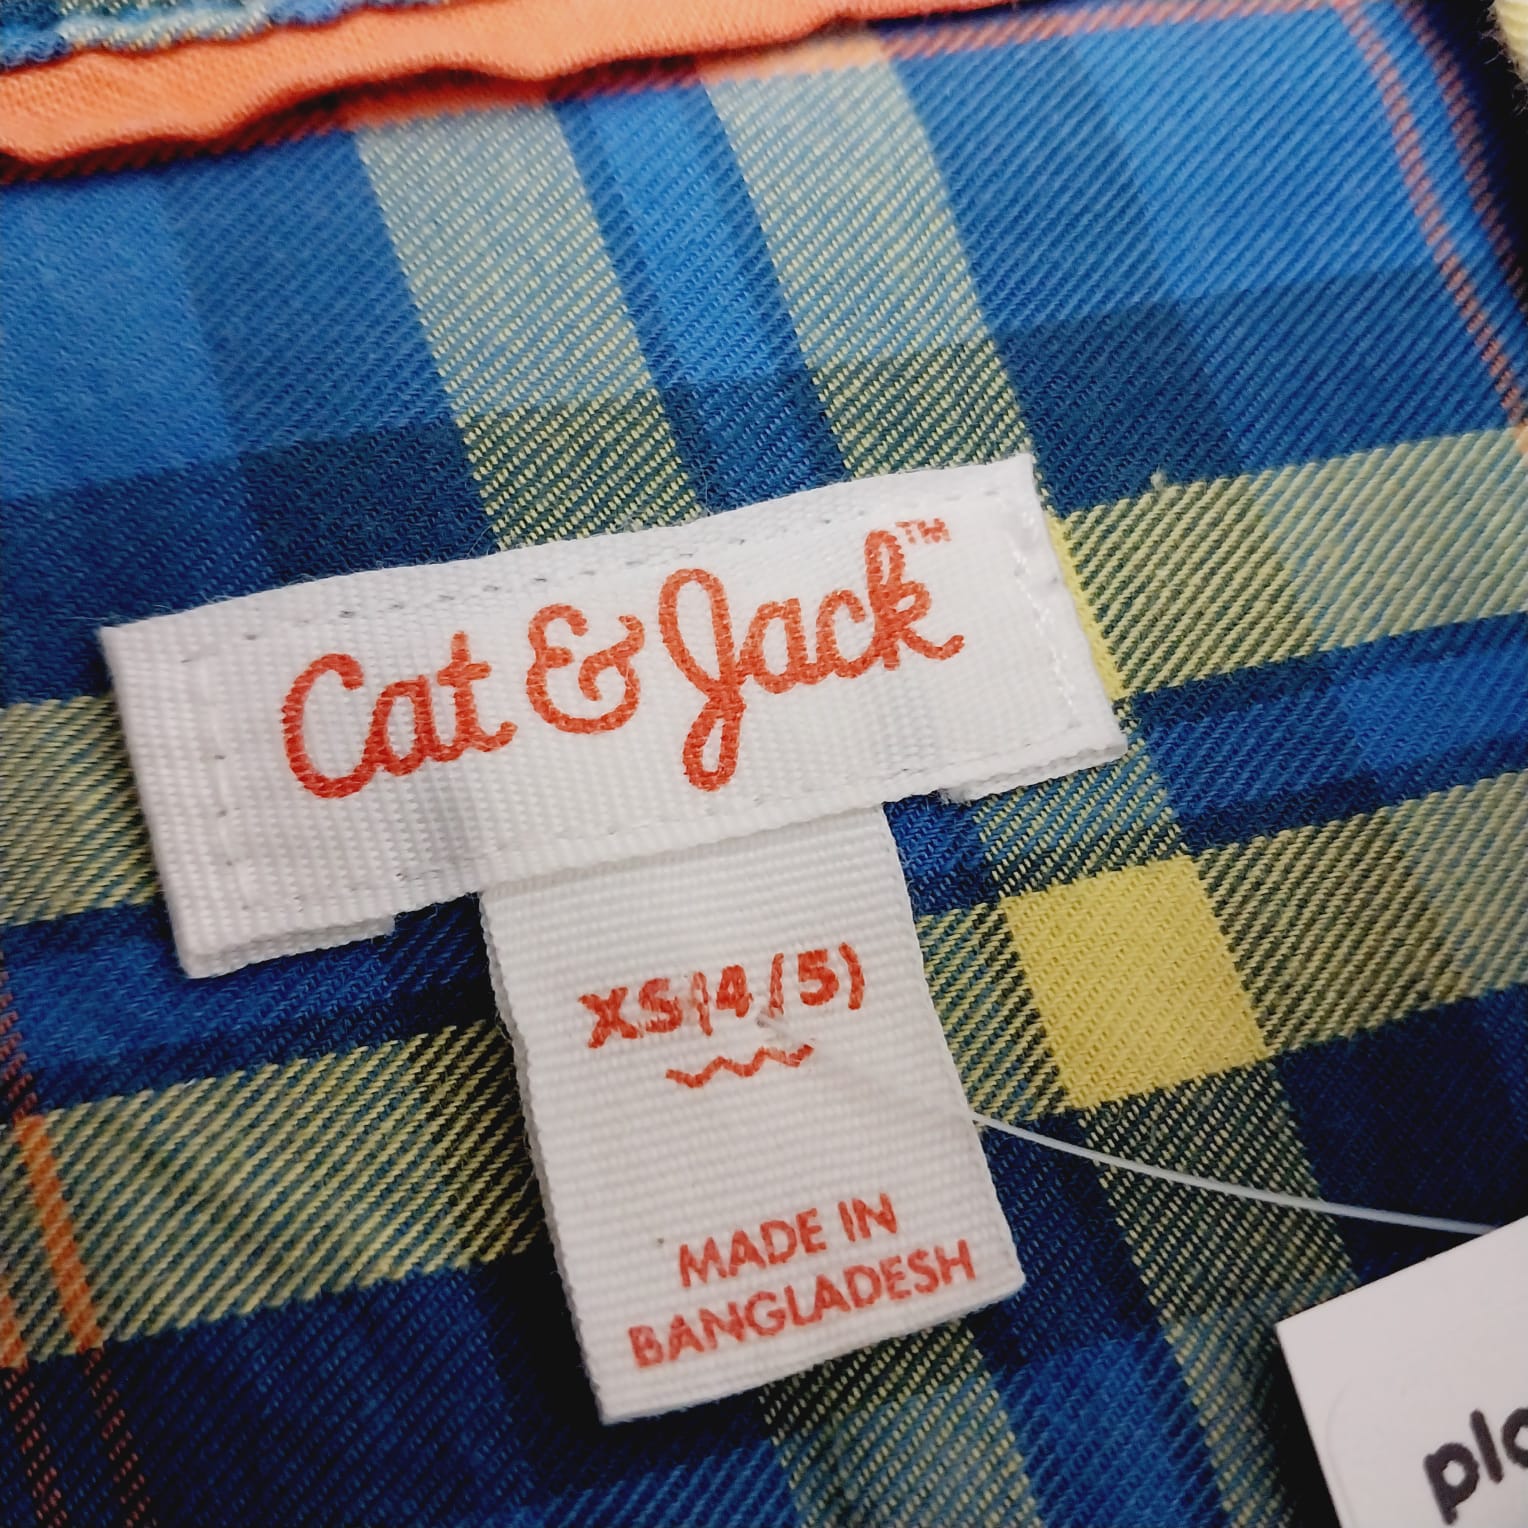 Cat & Jack™
XS(4/5)
MADE IN
BANGLADESH